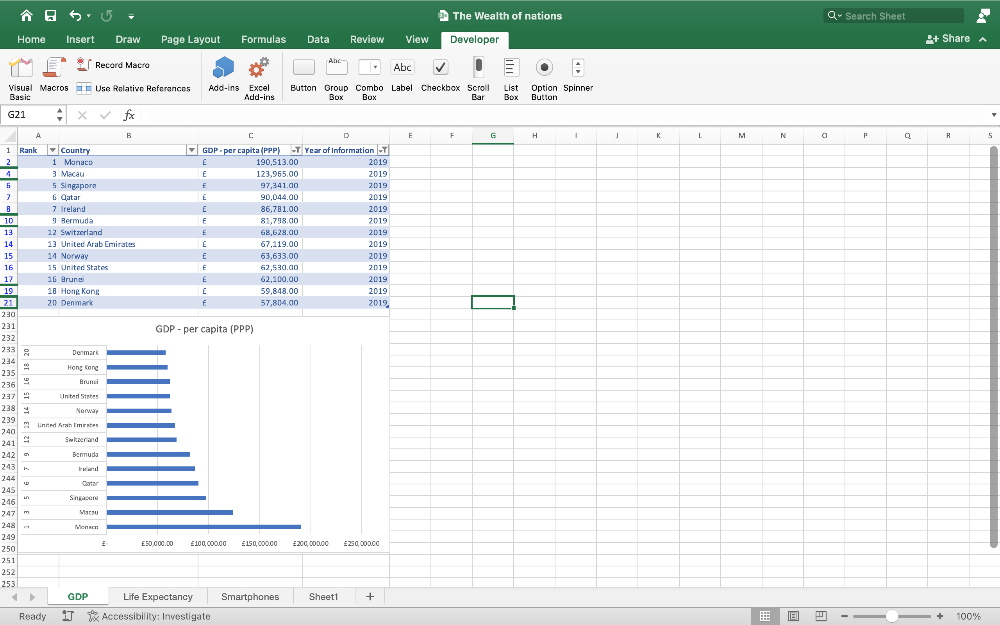 The Wealth of nations
Search Sheet
Home Insert Draw Page Layout Formulas Data Review View Developer
Share
Visual Basic
Macros
Record Macro
Use Relative References
Add-ins
Excel Add-ins
Button
Abc
Group Box
Combo Box
Abc
Label
Checkbox
Scroll Bar
List Box
Option Button
Spinner
G21
fx
A B C D E F G H I J K L M N O P Q R S
1 Rank Country GDP - per capita (PPP) Year of Information
2 1 Monaco £ 190,513.00 2019
4 3 Macau £ 123,965.00 2019
6 5 Singapore £ 97,341.00 2019
7 6 Qatar £ 90,044.00 2019
8 7 Ireland £ 86,781.00 2019
10 9 Bermuda £ 81,798.00 2019
13 12 Switzerland £ 68,628.00 2019
14 13 United Arab Emirates £ 67,119.00 2019
15 14 Norway £ 63,633.00 2019
16 15 United States £ 62,530.00 2019
17 16 Brunei £ 62,100.00 2019
19 18 Hong Kong £ 59,848.00 2019
21 20 Denmark £ 57,804.00 2019
230
231
232
233
234
235
236
237
238
239
240
241
242
243
244
245
246
247
248
249
250
251
252
253
GDP - per capita (PPP)
20 Denmark
18 Hong Kong
16 Brunei
15 United States
14 Norway
13 United Arab Emirates
12 Switzerland
9 Bermuda
7 Ireland
6 Qatar
5 Singapore
3 Macau
1 Monaco
£- £50,000.00 £100,000.00 £150,000.00 £200,000.00 £250,000.00
GDP Life Expectancy Smartphones Sheet1 +
Ready Accessibility: Investigate 100%